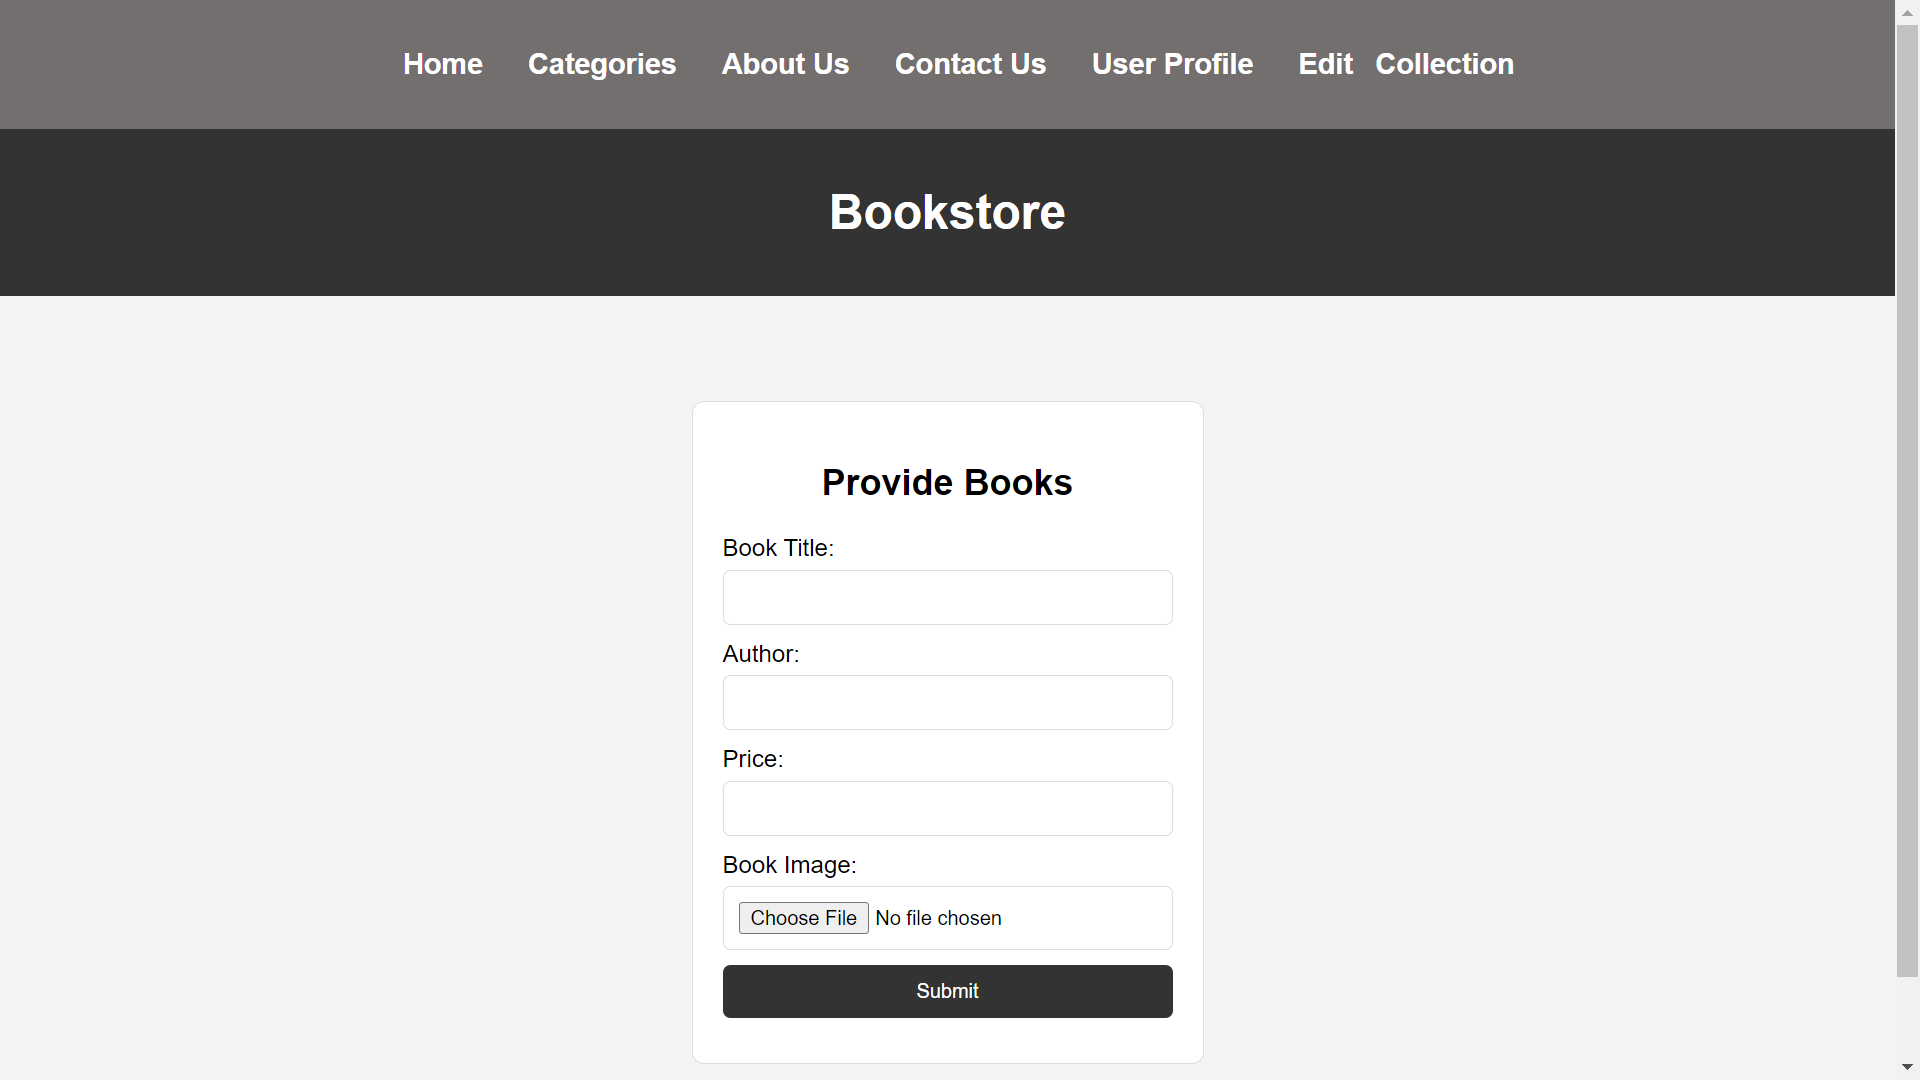 Home Categories About Us Contact Us User Profile Edit Collection
Bookstore
Provide Books
Book Title:
Author:
Price:
Book Image:
Choose File No file chosen
Submit